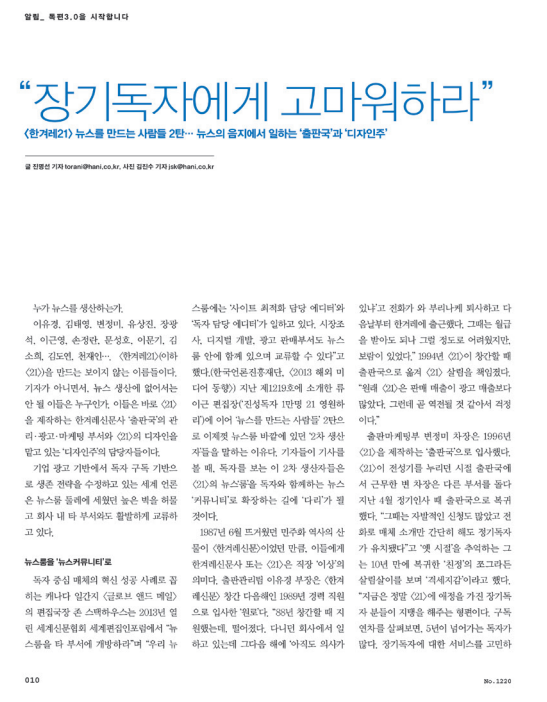 알림_ 독편3.0을 시작합니다
“장기독자에게 고마워하라”
〈한겨레21〉 뉴스를 만드는 사람들 2탄… 뉴스의 음지에서 일하는 ‘출판국’과 ‘디자인주’
글 진명선 기자 torani@hani.co.kr, 사진 김진수 기자 jsk@hani.co.kr
누가 뉴스를 생산하는가.
이유경, 김태영, 변정미, 유상진, 장광
석, 이근영, 손정란, 문성호, 이문기, 김
소희, 김도연, 천재인…. 〈한겨레21〉(이하
〈21〉)을 만드는 보이지 않는 이름들이다.
기자가 아니면서, 뉴스 생산에 없어서는
안 될 이들은 누구인가. 이들은 바로 〈21〉
을 제작하는 한겨레신문사 ‘출판국’의 관
리·광고·마케팅 부서와 〈21〉의 디자인을
맡고 있는 ‘디자인주’의 담당자들이다.
기업 광고 기반에서 독자 구독 기반으
로 생존 전략을 수정하고 있는 세계 언론
은 뉴스룸 둘레에 세웠던 높은 벽을 허물
고 회사 내 타 부서와도 활발하게 교류하
고 있다.
뉴스룸을 ‘뉴스커뮤니티’로
독자 중심 매체의 혁신 성공 사례로 꼽
히는 캐나다 일간지 〈글로브 앤드 메일〉
의 편집국장 존 스택하우스는 2013년 열
린 세계신문협회 세계편집인포럼에서 “뉴
스룸을 타 부서에 개방하라”며 “우리 뉴
스룸에는 ‘사이트 최적화 담당 에디터’와
‘독자 담당 에디터’가 일하고 있다. 시장조
사, 디지털 개발, 광고 판매부서도 뉴스
룸 안에 함께 있으며 교류할 수 있다”고
했다.(한국언론진흥재단, 〈2013 해외 미
디어 동향〉) 지난 제1219호에 소개한 류
이근 편집장(‘진성독자 1만명 21 영원하
리’)에 이어 ‘뉴스를 만드는 사람들’ 2탄으
로 이제껏 뉴스룸 바깥에 있던 ‘2차 생산
자’들을 말하는 이유다. 기자들이 기사를
볼 때, 독자를 보는 이 2차 생산자들은
〈21〉의 뉴스룸’을 독자와 함께하는 뉴스
‘커뮤니티’로 확장하는 길에 ‘다리’가 될
것이다.
1987년 6월 뜨거웠던 민주화 역사의 산
물이 〈한겨레신문〉이었던 만큼, 이들에게
한겨레신문사 또는 〈21〉은 직장 ‘이상’의
의미다. 출판관리팀 이유경 부장은 〈한겨
레신문〉 창간 다음해인 1989년 경력 직원
으로 입사한 ‘원로’다. “88년 창간할 때 지
원했는데, 떨어졌다. 다니던 회사에서 일
하고 있는데 그다음 해에 ‘아직도 의사가
있냐’고 전화가 와 부리나케 퇴사하고 다
음날부터 한겨레에 출근했다. 그때는 월급
을 받아도 되나 그럴 정도로 어려웠지만,
보람이 있었다.” 1994년 〈21〉이 창간할 때
출판국으로 옮겨 〈21〉 살림을 책임졌다.
“원래 〈21〉은 판매 매출이 광고 매출보다
많았다. 그런데 곧 역전될 것 같아서 걱정
이다.”
출판마케팅부 변정미 차장은 1996년
〈21〉을 제작하는 ‘출판국’으로 입사했다.
〈21〉이 전성기를 누리던 시절 출판국에
서 근무한 변 차장은 다른 부서를 돌다
지난 4월 정기인사 때 출판국으로 복귀
했다. “그때는 자발적인 신청도 많았고 전
화로 매체 소개만 간단히 해도 정기독자
가 유치됐다”고 ‘옛 시절’을 추억하는 그
는 10년 만에 복귀한 ‘친정’의 쪼그라든
살림살이를 보며 ‘격세지감’이라고 했다.
“지금은 정말 〈21〉에 애정을 가진 장기독
자 분들이 지탱을 해주는 형편이다. 구독
연차를 살펴보면, 5년이 넘어가는 독자가
많다. 장기독자에 대한 서비스를 고민하
010
No.1220